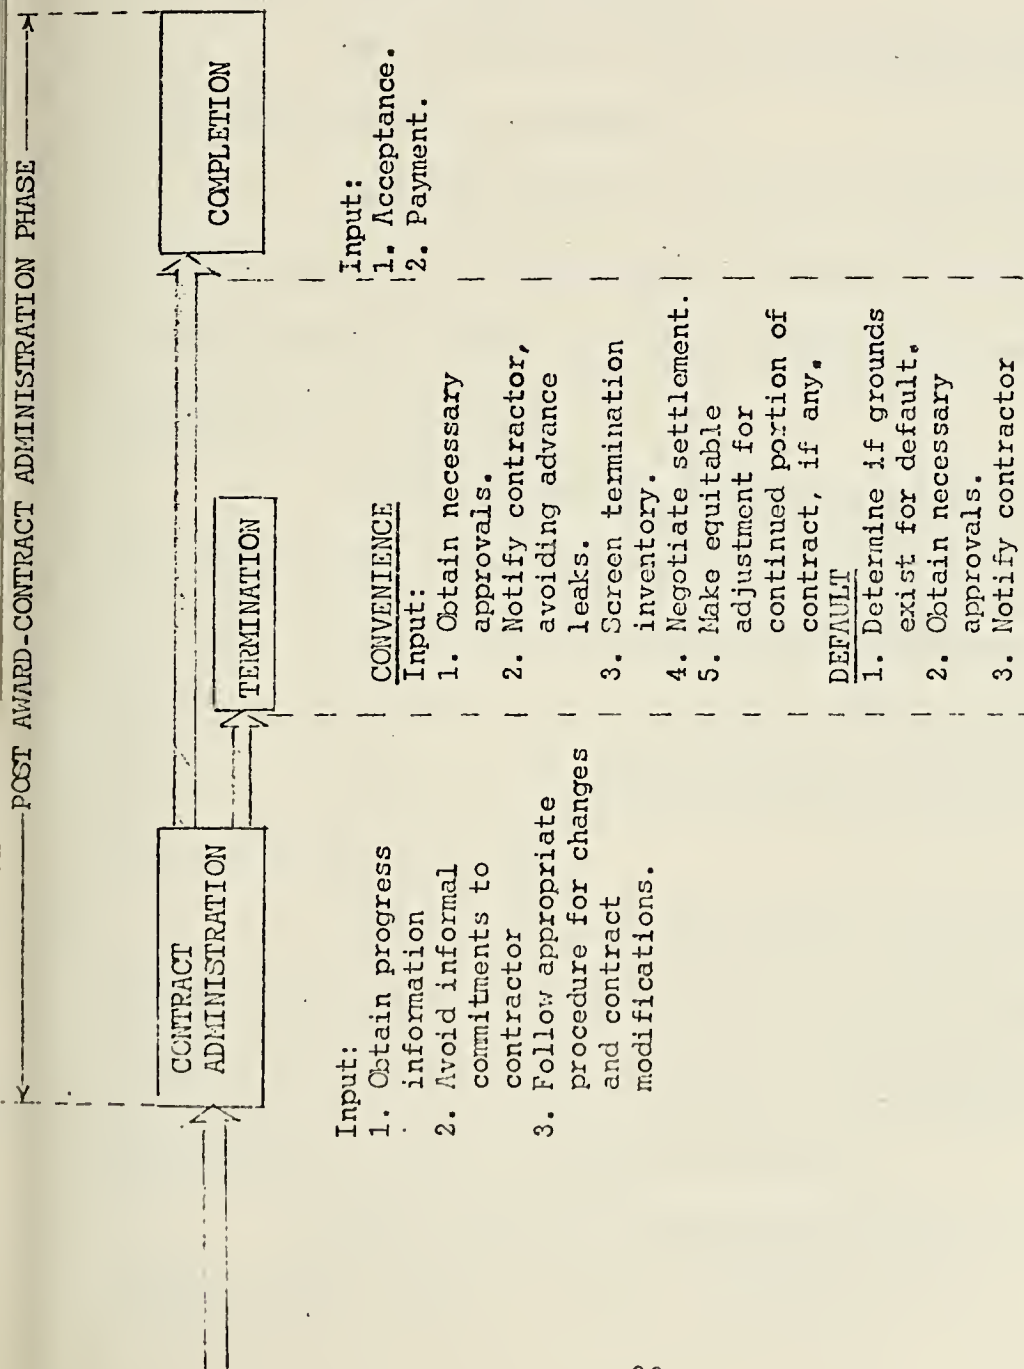 POST AWARD-CONTRACT ADMINISTRATION PHASE
CONTRACT
ADMINISTRATION
TERMINATION
COMPLETION
Input:
1. Obtain progress
information
2. Avoid informal
commitments to
contractor
3. Follow appropriate
procedure for changes
and contract
modifications.
CONVENIENCE
Input:
1. Obtain necessary
approvals.
2. Notify contractor,
avoiding advance
leaks.
3. Screen termination
inventory.
4. Negotiate settlement.
5. Make equitable
adjustment for
continued portion of
contract, if any.
DEFAULT
1. Determine if grounds
exist for default.
2. Obtain necessary
approvals.
3. Notify contractor
Input:
1. Acceptance.
2. Payment.